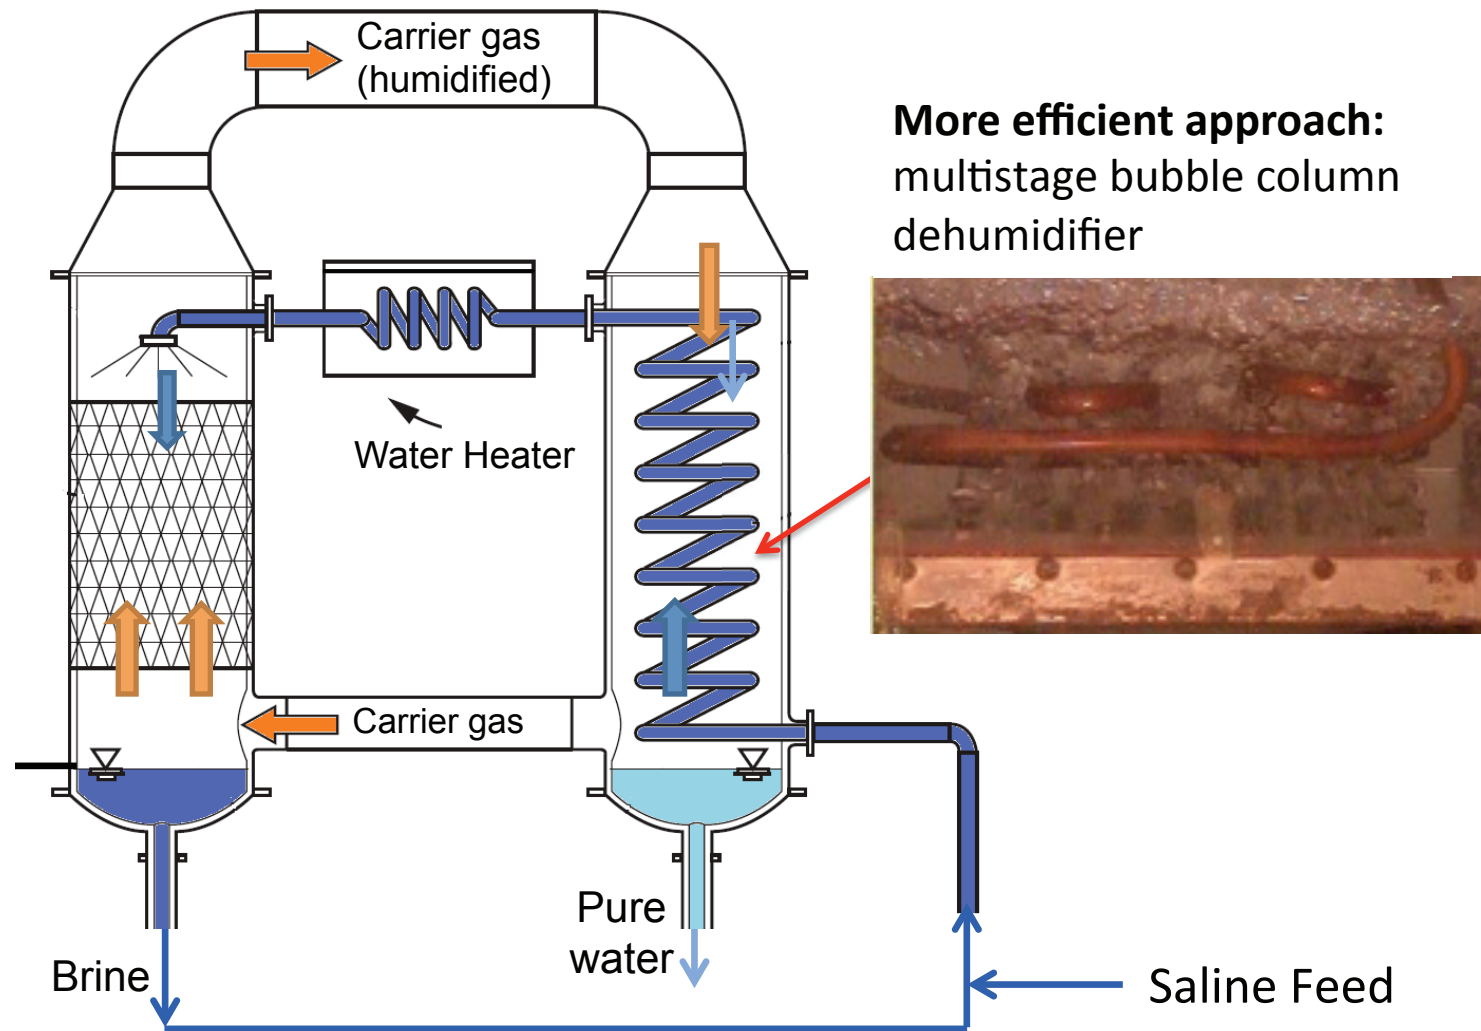 Carrier gas
(humidified)
More efficient approach:
multistage bubble column
dehumidifier
Water Heater
Carrier gas
Pure
water
Brine
Saline Feed